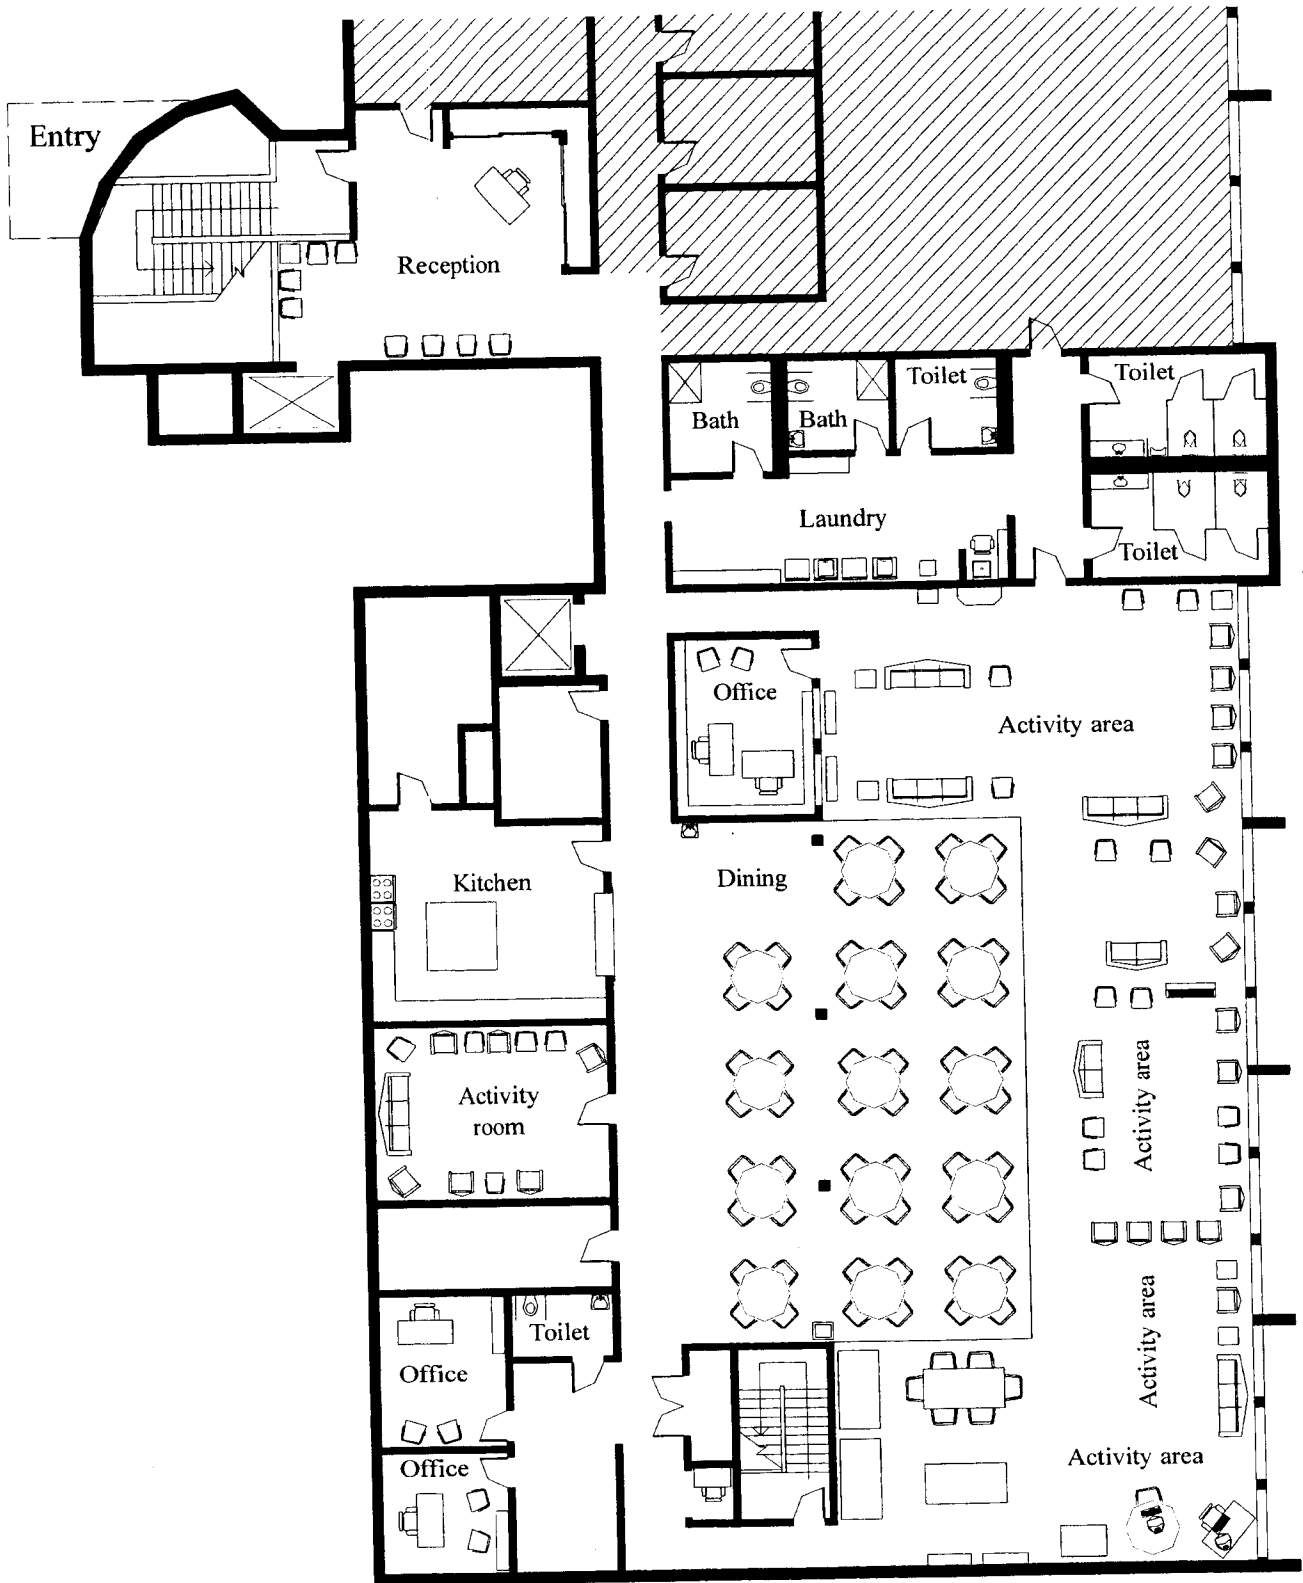 Entry
Reception
Toilet
Toilet
Bath
Bath
Laundry
Toilet
Office
Activity area
Dining
Kitchen
Activity
room
Activity area
Activity area
Toilet
Office
Office
Activity area